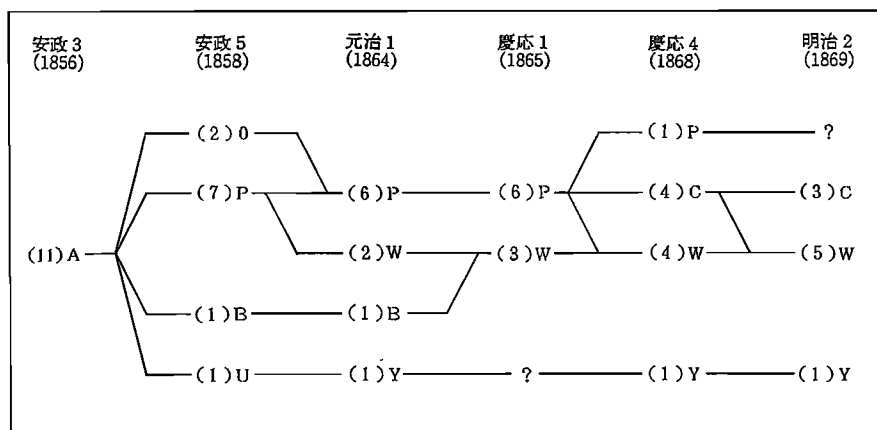 安政3 安政5 元治1 慶応1 慶応4 明治2
(1856) (1858) (1864) (1865) (1868) (1869)
(2)0 (1)P ?
(7)P (6)P (6)P (4)C (3)C
(11)A (2)W (3)W (4)W (5)W
(1)B (1)B
(1)U (1)Y ? (1)Y (1)Y